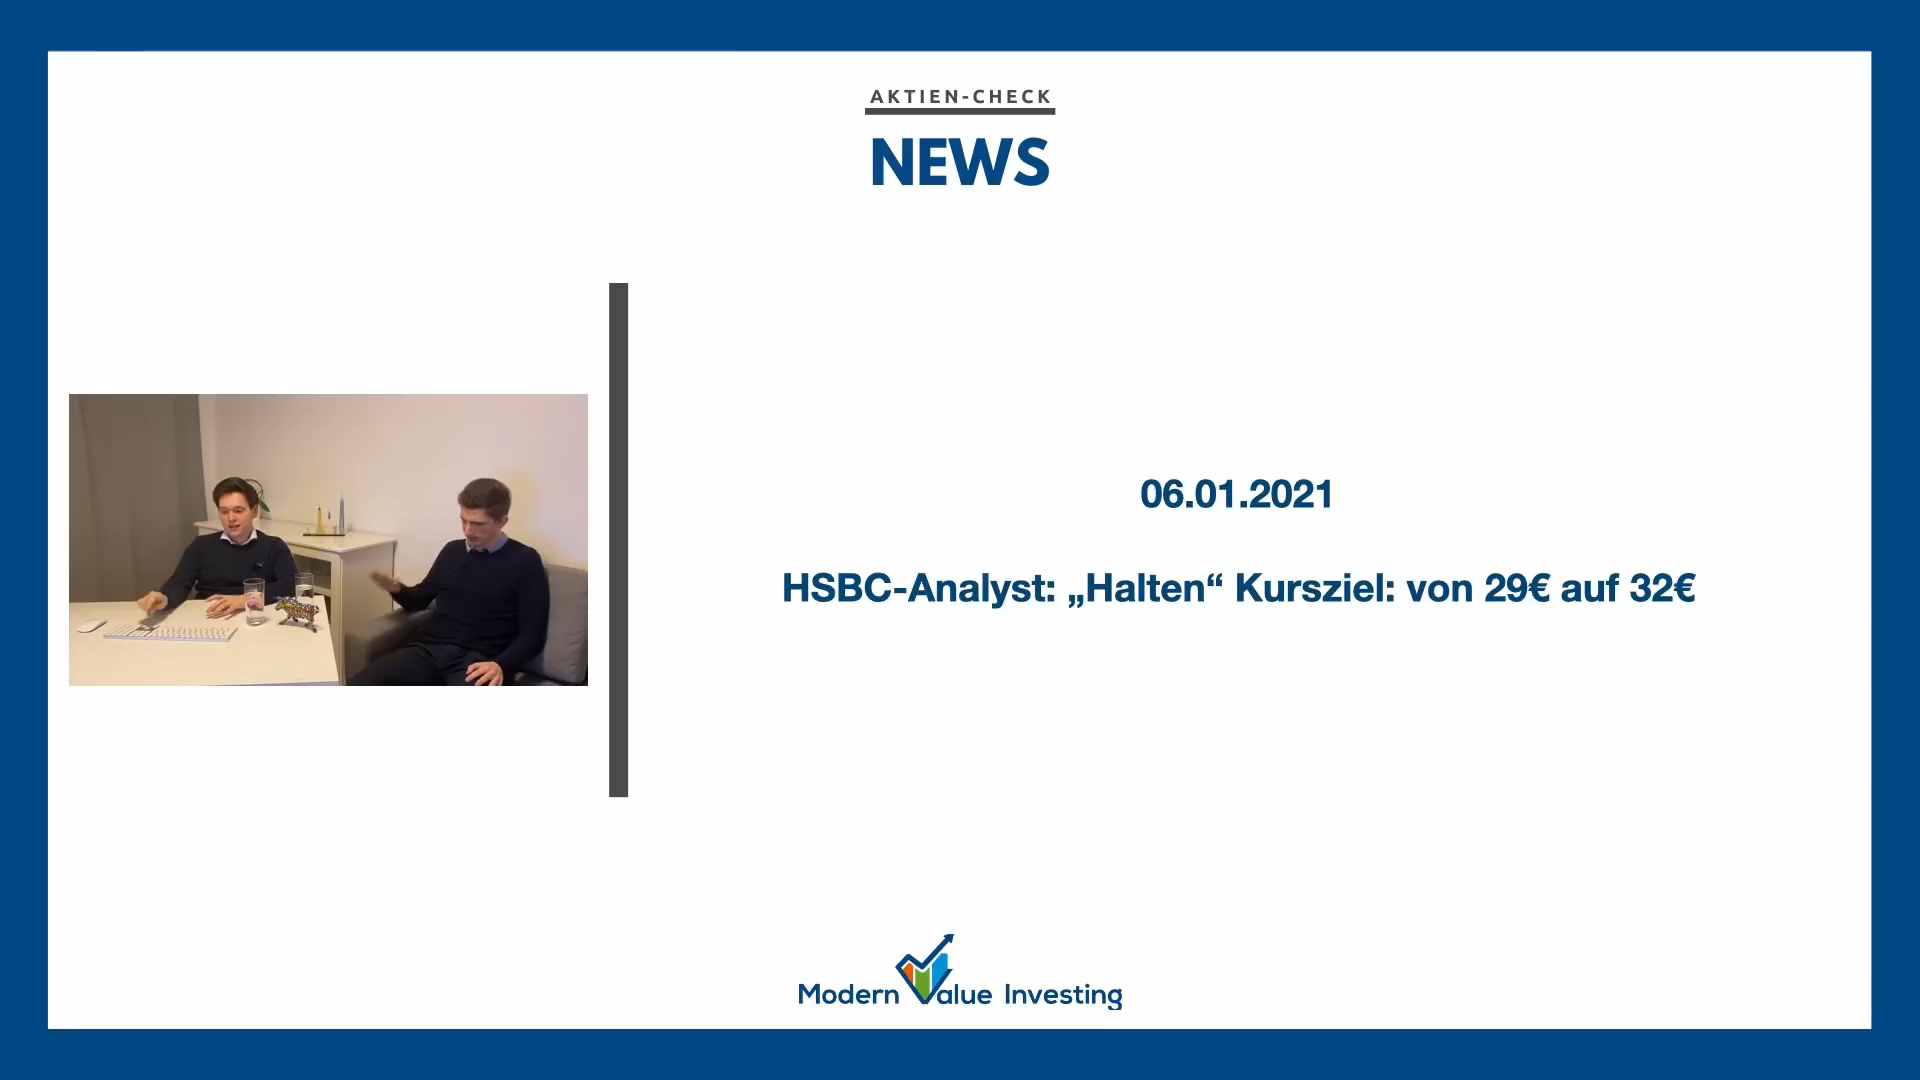 AKTIEN-CHECK
NEWS
06.01.2021
HSBC-Analyst: „Halten“ Kursziel: von 29€ auf 32€
Modern Value Investing